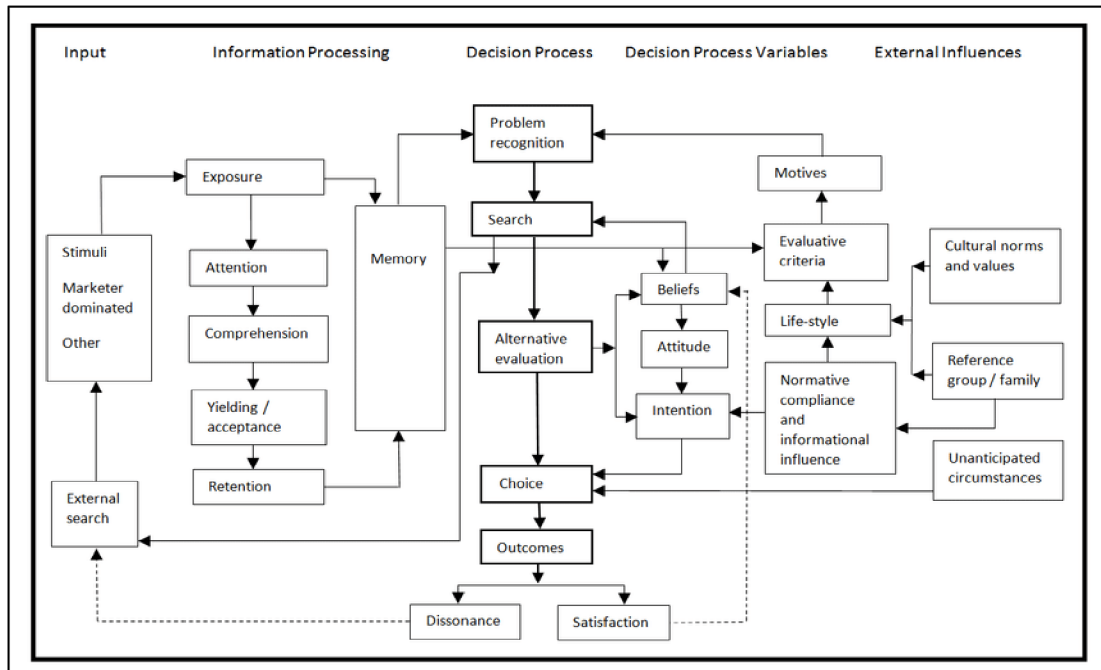 Input
Information Processing
Decision Process
Decision Process Variables
External Influences
Stimuli
Marketer
dominated
Other
External
search
Exposure
Attention
Comprehension
Yielding /
acceptance
Retention
Memory
Problem
recognition
Search
Alternative
evaluation
Choice
Outcomes
Dissonance
Satisfaction
Beliefs
Attitude
Intention
Motives
Evaluative
criteria
Life-style
Normative
compliance
and
informational
influence
Cultural norms
and values
Reference
group / family
Unanticipated
circumstances